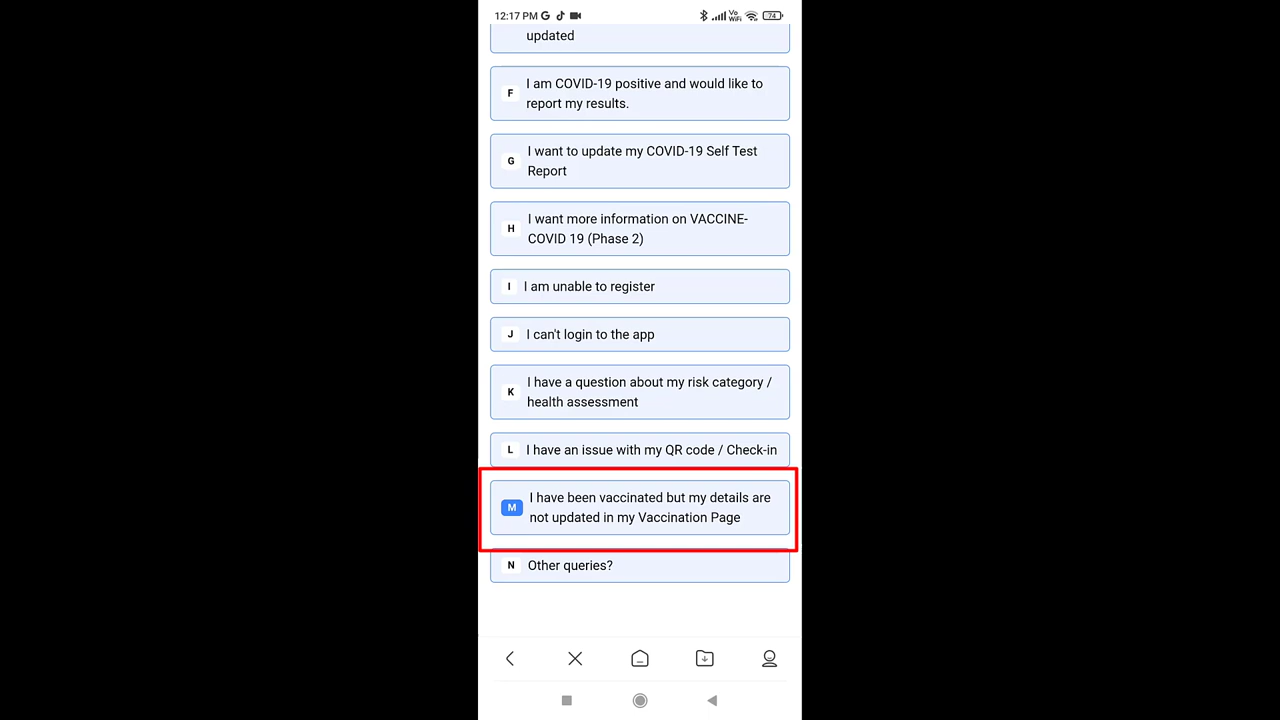 12:17 PM
Vo
WiFi
74
updated
F
I am COVID-19 positive and would like to
report my results.
G
I want to update my COVID-19 Self Test
Report
H
I want more information on VACCINE-
COVID 19 (Phase 2)
I
I am unable to register
J
I can't login to the app
K
I have a question about my risk category /
health assessment
L
I have an issue with my QR code / Check-in
M
I have been vaccinated but my details are
not updated in my Vaccination Page
N
Other queries?